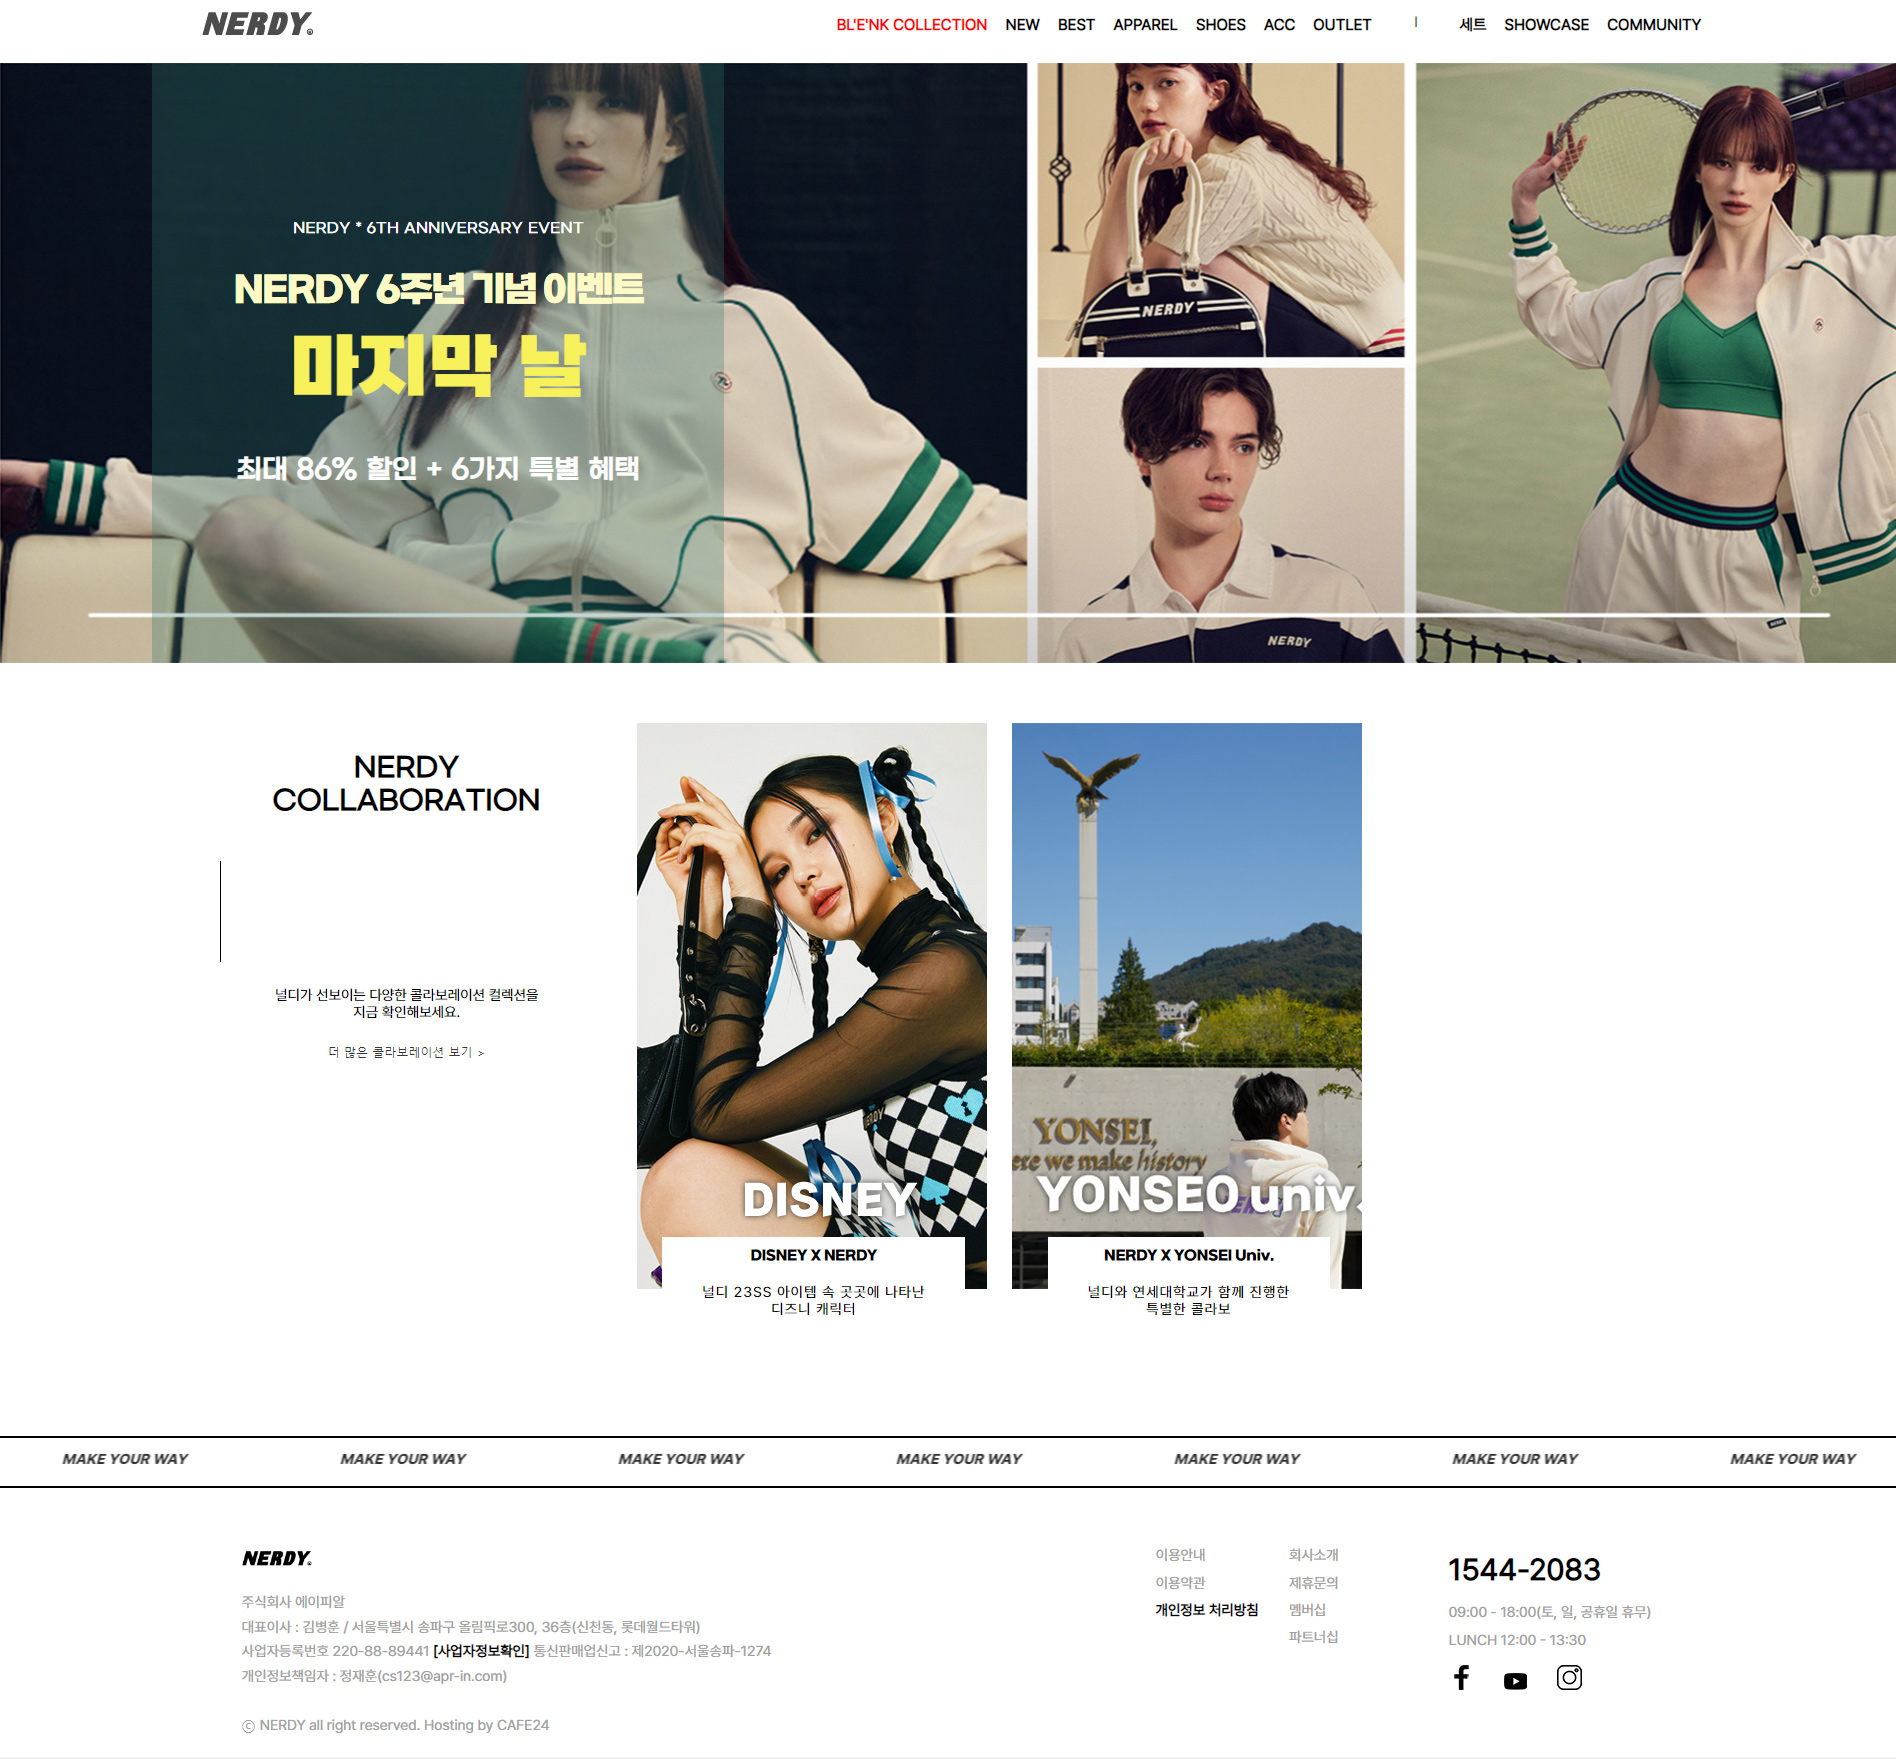 NERDY®
BL'E'NK COLLECTION NEW BEST APPAREL SHOES ACC OUTLET | 세트 SHOWCASE COMMUNITY
NERDY * 6TH ANNIVERSARY EVENT
NERDY 6주년 기념 이벤트
마지막 날
최대 86% 할인 + 6가지 특별 혜택
NERDY
NERDY
NERDY
COLLABORATION
널디가 선보이는 다양한 콜라보레이션 컬렉션을
지금 확인해보세요.
더 많은 콜라보레이션 보기 >
NERDY
DISNEY
DISNEY X NERDY
널디 23SS 아이템 속 곳곳에 나타난
디즈니 캐릭터
YONSEI,
ere we make history
YONSEO univ.
NERDY X YONSEI Univ.
널디와 연세대학교가 함께 진행한
특별한 콜라보
MAKE YOUR WAY MAKE YOUR WAY MAKE YOUR WAY MAKE YOUR WAY MAKE YOUR WAY MAKE YOUR WAY MAKE YOUR WAY
NERDY®
주식회사 에이피알
대표이사 : 김병훈 / 서울특별시 송파구 올림픽로300, 36층(신천동, 롯데월드타워)
사업자등록번호 220-88-89441 [사업자정보확인] 통신판매업신고 : 제2020-서울송파-1274
개인정보책임자 : 정재훈(cs123@apr-in.com)
ⓒ NERDY all right reserved. Hosting by CAFE24
이용안내
이용약관
개인정보 처리방침
회사소개
제휴문의
멤버십
파트너십
1544-2083
09:00 - 18:00(토, 일, 공휴일 휴무)
LUNCH 12:00 - 13:30